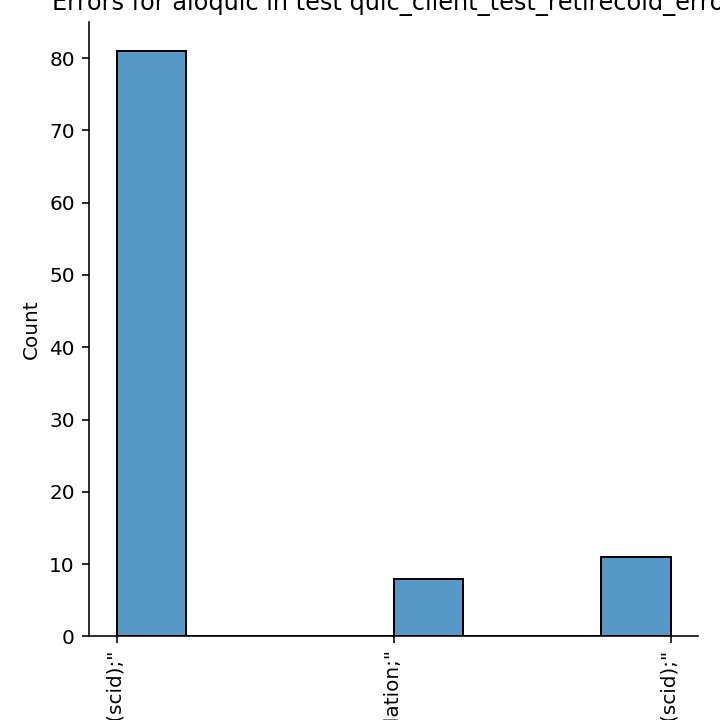 Errors for aioquic in test quic_client_test_retirecoid_erro
80
70
60
50
40
30
20
10
0
Count
(scid);"
lation;"
(scid);"